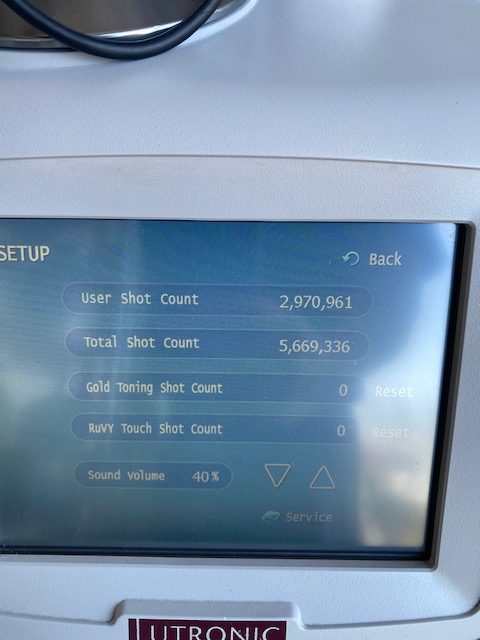 SETUP
Back
User Shot Count 2,970,961
Total Shot Count 5,669,336
Gold Toning Shot Count 0 Reset
RuVY Touch Shot Count 0 Reset
Sound Volume 40%
Service
LUTRONIC